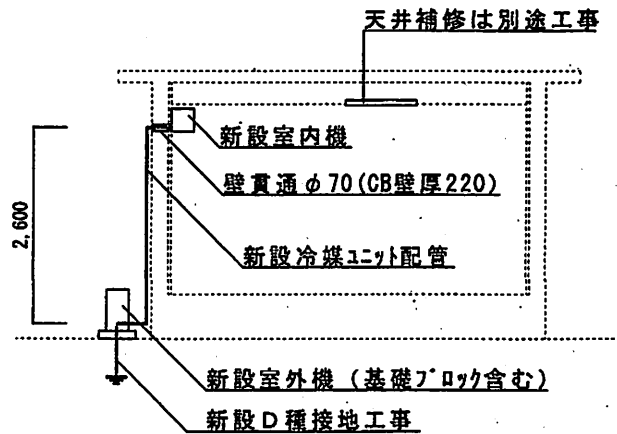 天井補修は別途工事
新設室内機
壁貫通φ70(CB壁厚220)
2,600
新設冷媒ユニット配管
新設室外機（基礎ブロック含む）
新設D種接地工事